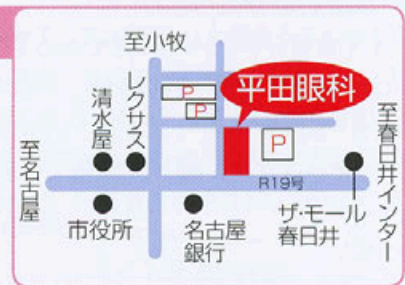 至小牧
レクサス
清水屋
P
P
平田眼科
P
至春日井インター
至名古屋
R19号
市役所
名古屋
銀行
ザ・モール
春日井